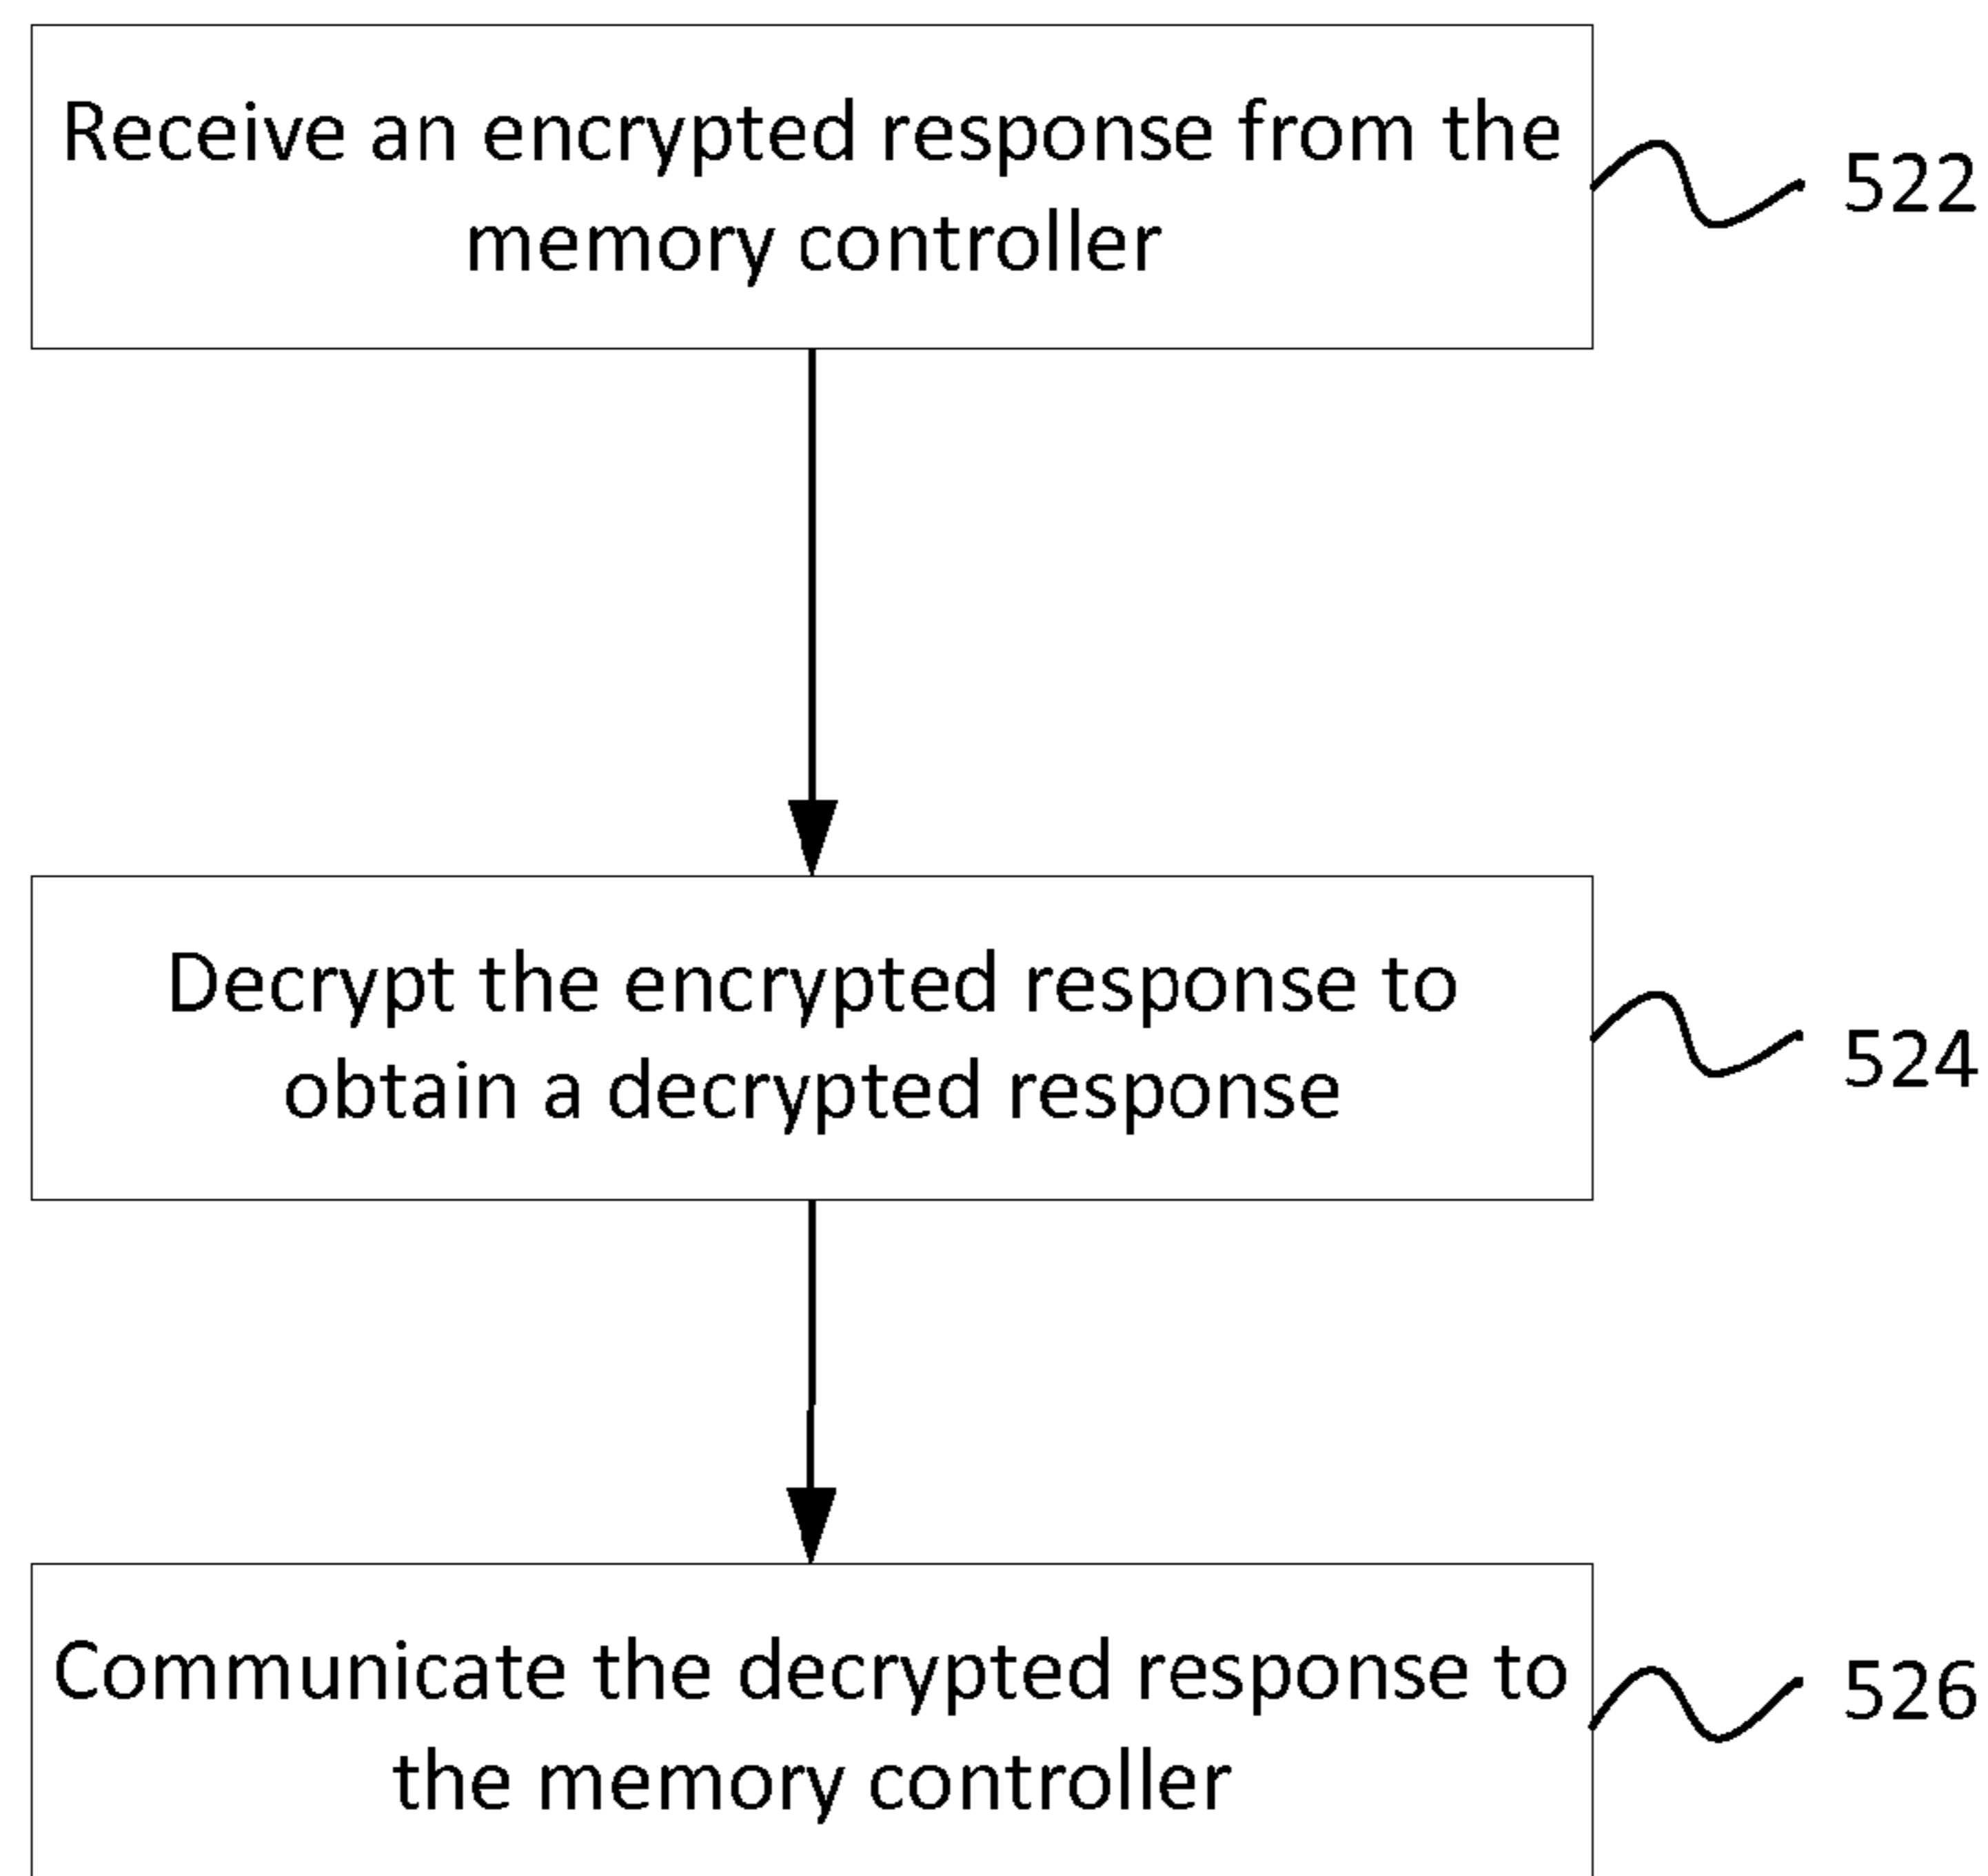 Receive an encrypted response from the
memory controller
522
Decrypt the encrypted response to
obtain a decrypted response
524
Communicate the decrypted response to
the memory controller
526